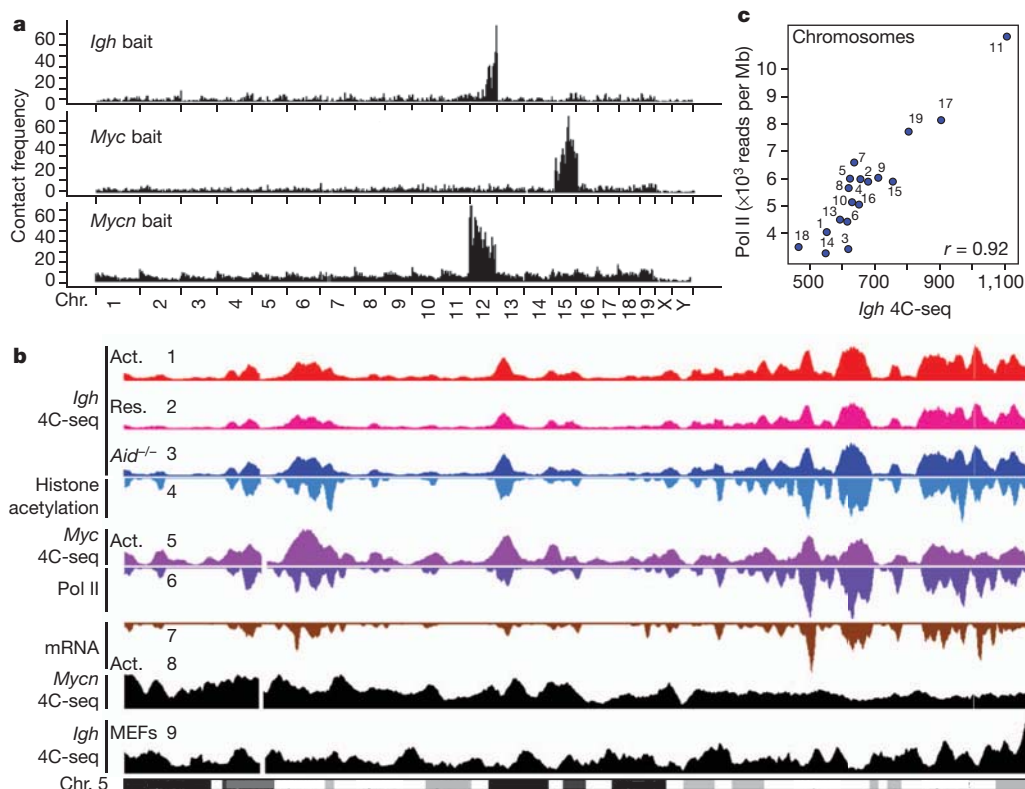 a
Igh bait
60
40
20
0
Myc bait
60
40
20
0
Mycn bait
60
40
20
0
Contact frequency
Chr. 1 2 3 4 5 6 7 8 9 10 11 12 13 14 15 16 17 18 19 X Y
c
Chromosomes
11
17
19
7
5
2
9
8
4
15
10
16
13
6
1
18
14
3
r = 0.92
10
9
8
7
6
5
4
Pol II (×10³ reads per Mb)
500 700 900 1,100
Igh 4C-seq
b
Act. 1
Igh
4C-seq
Res. 2
Aid–/– 3
Histone
acetylation
4
Myc
4C-seq
Act. 5
Pol II
6
mRNA
7
Act. 8
Mycn
4C-seq
Igh
4C-seq
MEFs 9
Chr. 5